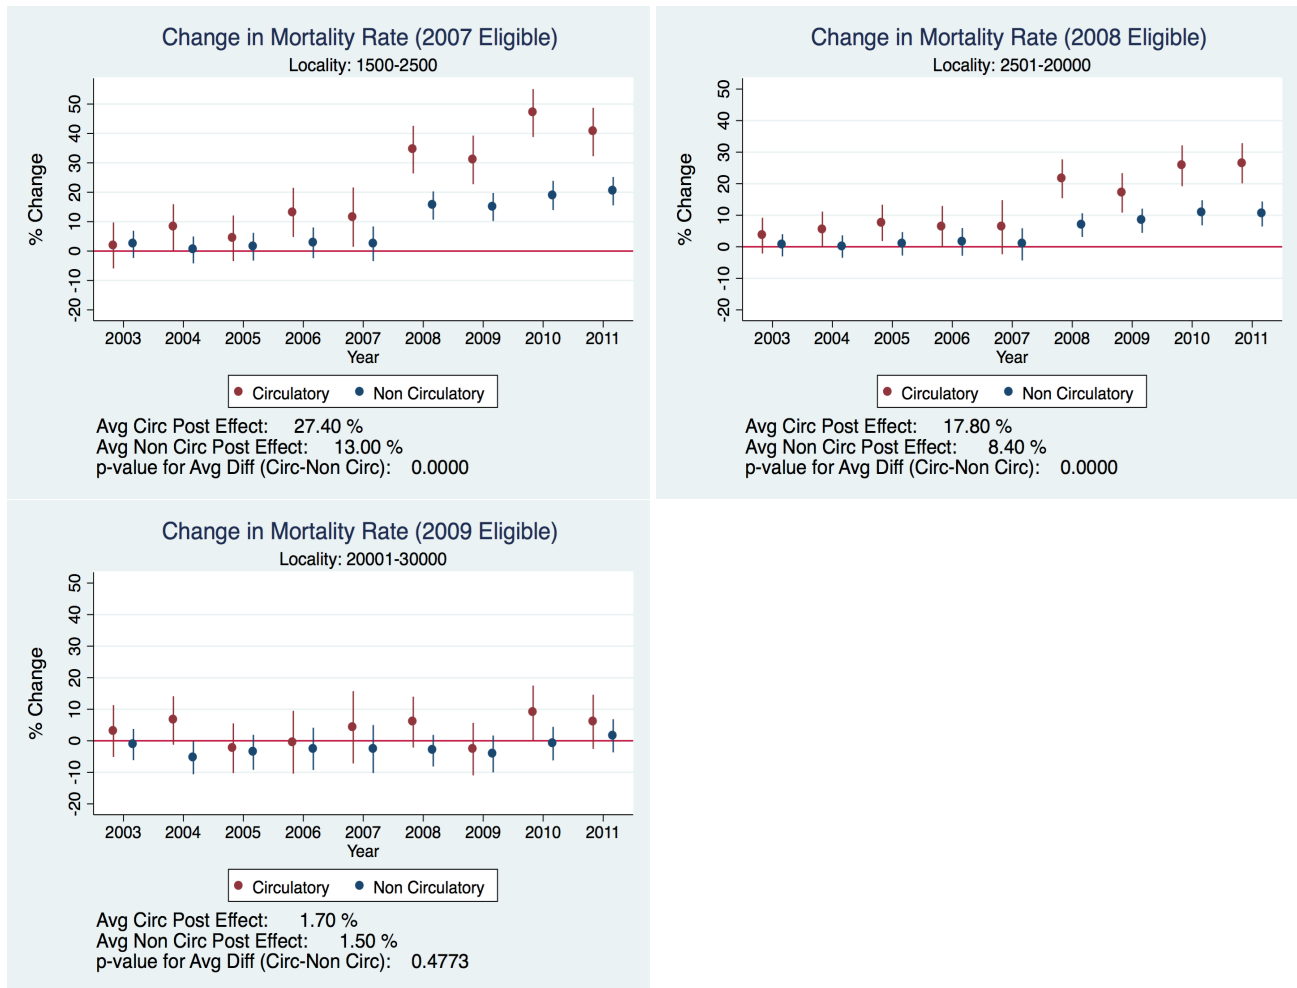 Change in Mortality Rate (2007 Eligible)
Locality: 1500-2500
% Change
50
40
30
20
10
0
-10
-20
2003 2004 2005 2006 2007 2008 2009 2010 2011
Year
Circulatory Non Circulatory
Avg Circ Post Effect: 27.40 %
Avg Non Circ Post Effect: 13.00 %
p-value for Avg Diff (Circ-Non Circ): 0.0000
Change in Mortality Rate (2008 Eligible)
Locality: 2501-20000
% Change
50
40
30
20
10
0
-10
-20
2003 2004 2005 2006 2007 2008 2009 2010 2011
Year
Circulatory Non Circulatory
Avg Circ Post Effect: 17.80 %
Avg Non Circ Post Effect: 8.40 %
p-value for Avg Diff (Circ-Non Circ): 0.0000
Change in Mortality Rate (2009 Eligible)
Locality: 20001-30000
% Change
50
40
30
20
10
0
-10
-20
2003 2004 2005 2006 2007 2008 2009 2010 2011
Year
Circulatory Non Circulatory
Avg Circ Post Effect: 1.70 %
Avg Non Circ Post Effect: 1.50 %
p-value for Avg Diff (Circ-Non Circ): 0.4773